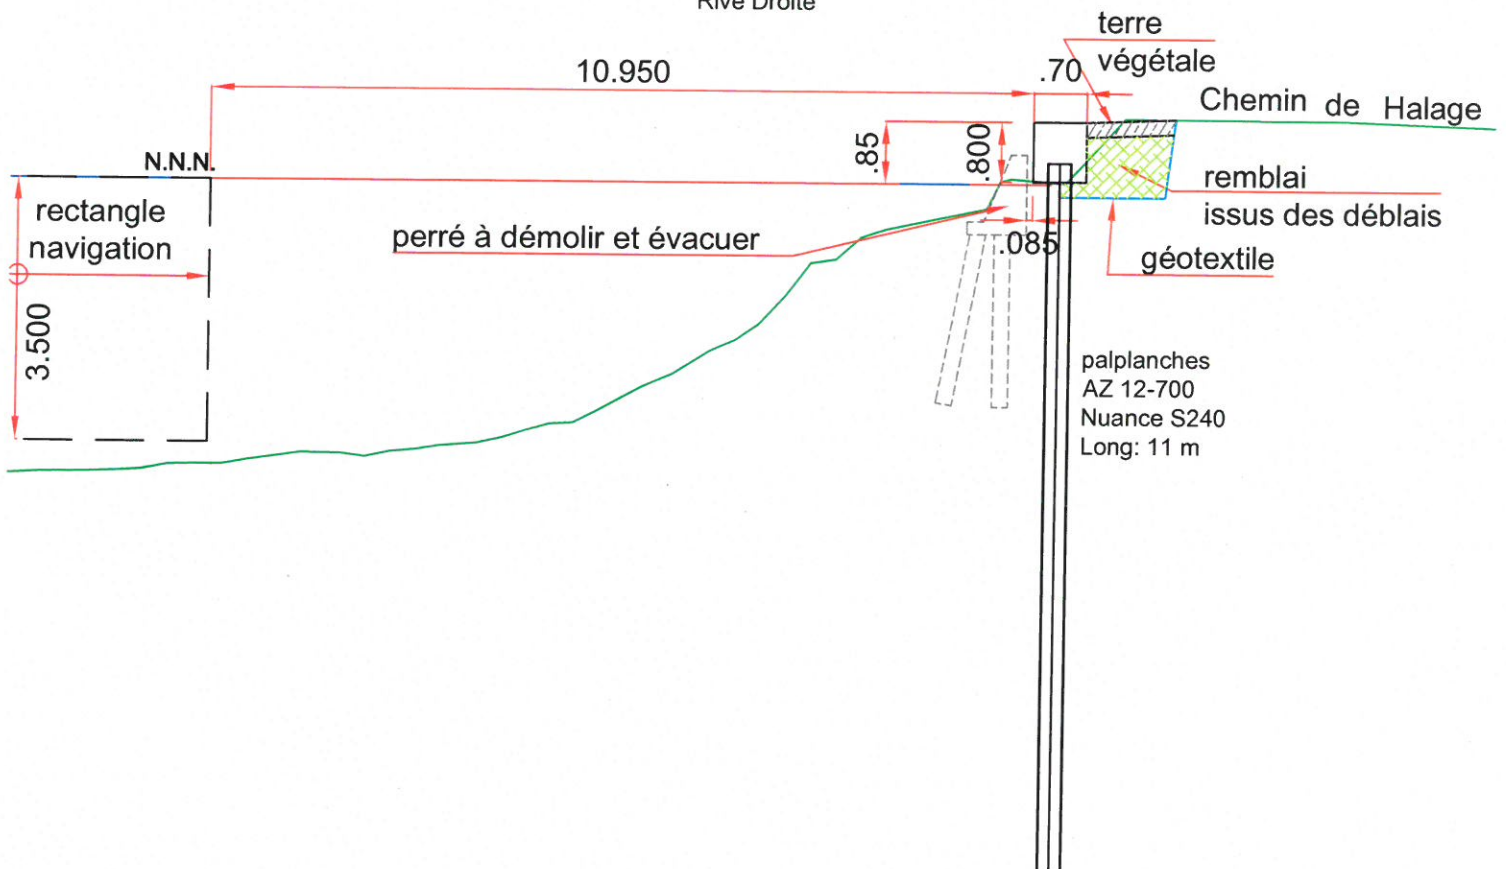 Rive Droite
terre
végétale
10.950
.70
Chemin de Halage
.85
.800
N.N.N.
rectangle
navigation
3.500
perré à démolir et évacuer
.085
remblai
issus des déblais
géotextile
palplanches
AZ 12-700
Nuance S240
Long: 11 m